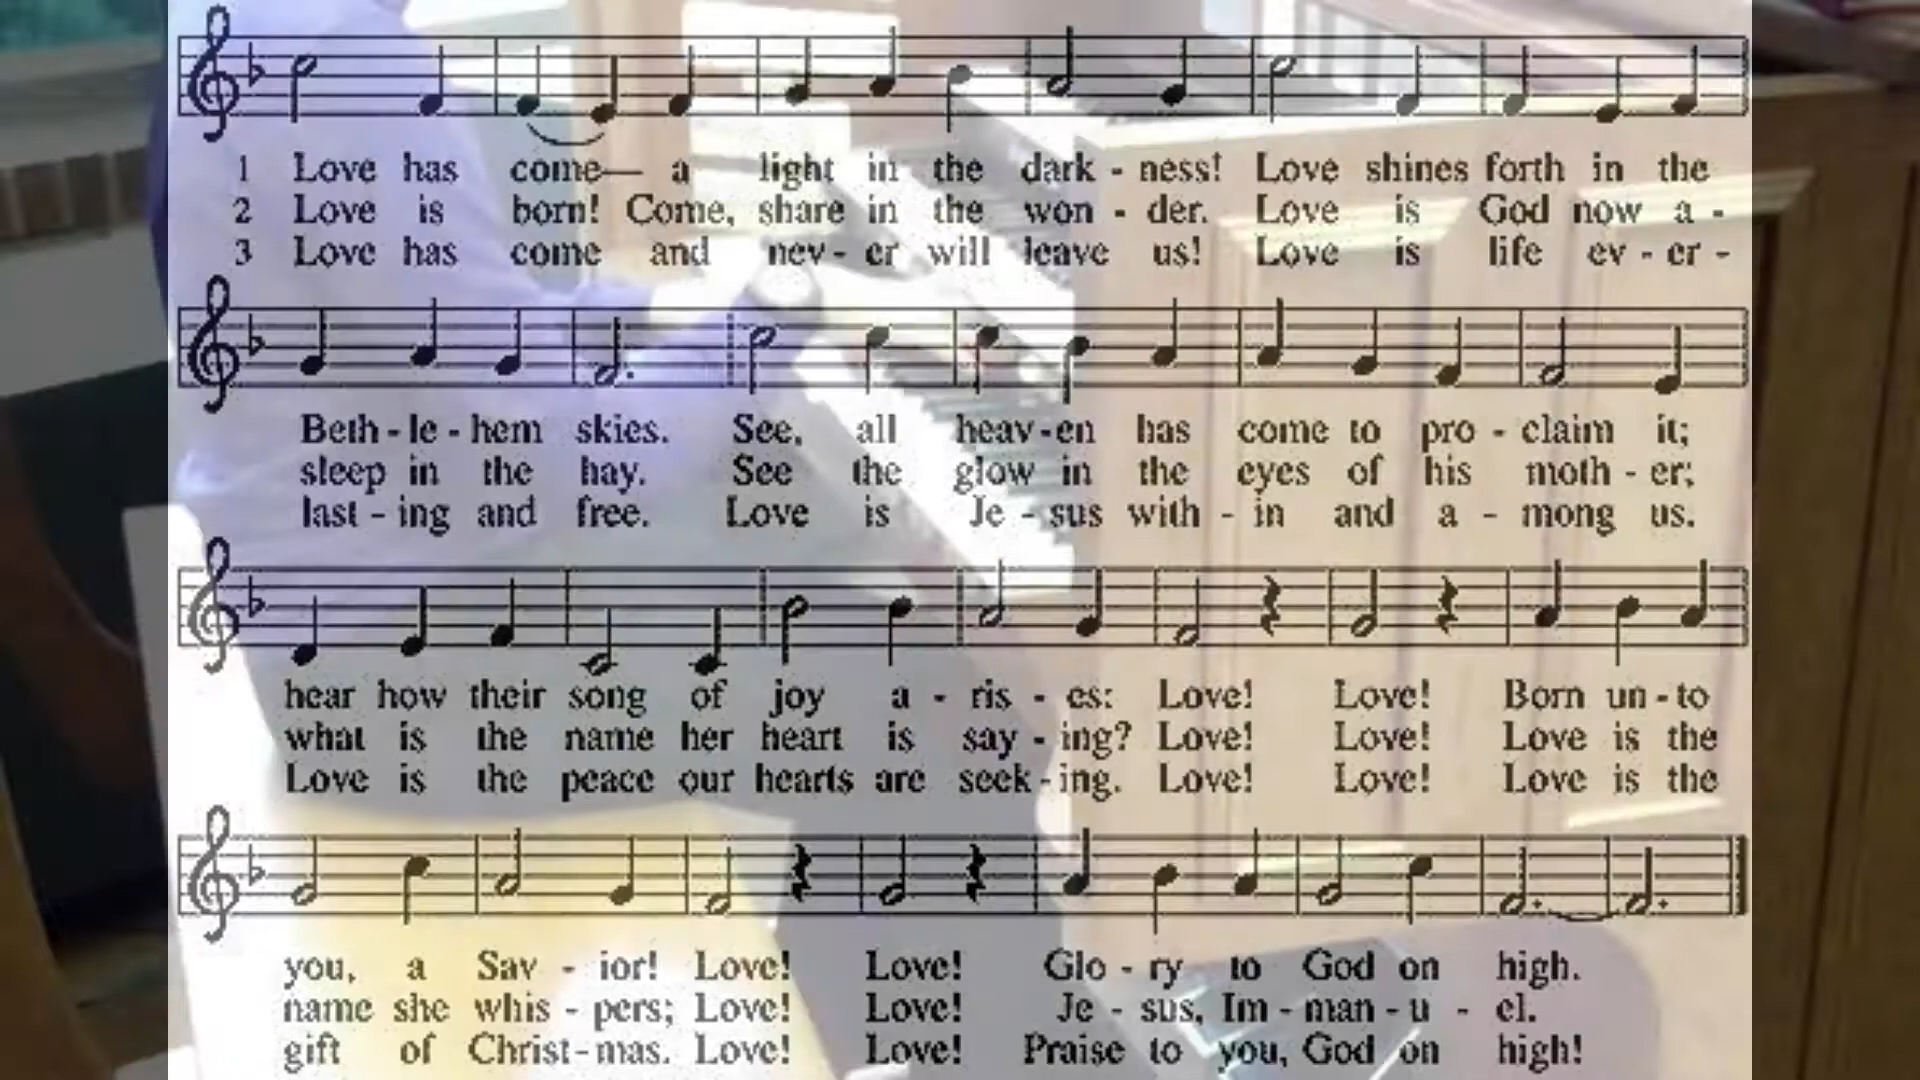 1 Love has come— a light in the dark - ness! Love shines forth in the
2 Love is born! Come, share in the won - der. Love is God now a -
3 Love has come and nev - er will leave us! Love is life ev - er -
Beth - le - hem skies. See, all heav - en has come to pro - claim it;
sleep in the hay. See the glow in the eyes of his moth - er;
last - ing and free. Love is Je - sus with - in and a - mong us.
hear how their song of joy a - ris - es: Love! Love! Born un - to
what is the name her heart is say - ing? Love! Love! Love is the
Love is the peace our hearts are seek - ing. Love! Love! Love is the
you, a Sav - ior! Love! Love! Glo - ry to God on high.
name she whis - pers; Love! Love! Je - sus, Im - man - u - el.
gift of Christ - mas. Love! Love! Praise to you, God on high!